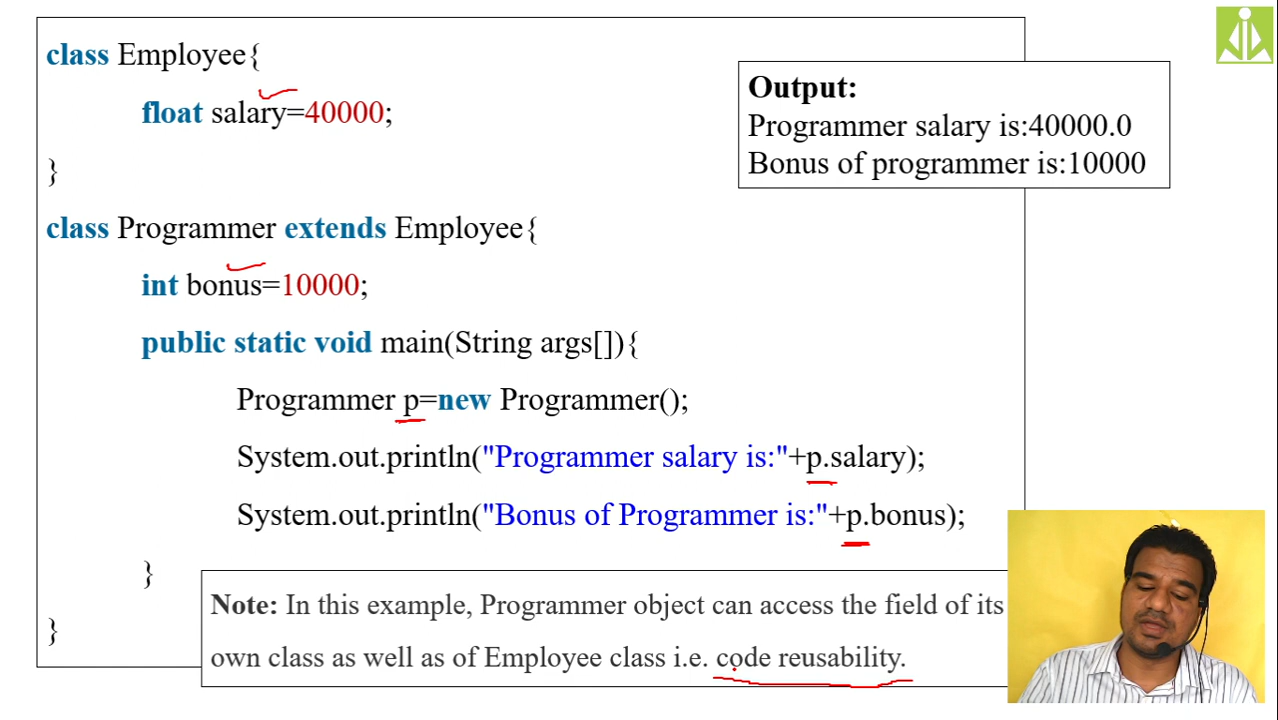 class Employee{
float salary=40000;
}
class Programmer extends Employee{
int bonus=10000;
public static void main(String args[]){
Programmer p=new Programmer();
System.out.println("Programmer salary is:"+p.salary);
System.out.println("Bonus of Programmer is:"+p.bonus);
}
}
Output:
Programmer salary is:40000.0
Bonus of programmer is:10000
Note: In this example, Programmer object can access the field of its
own class as well as of Employee class i.e. code reusability.